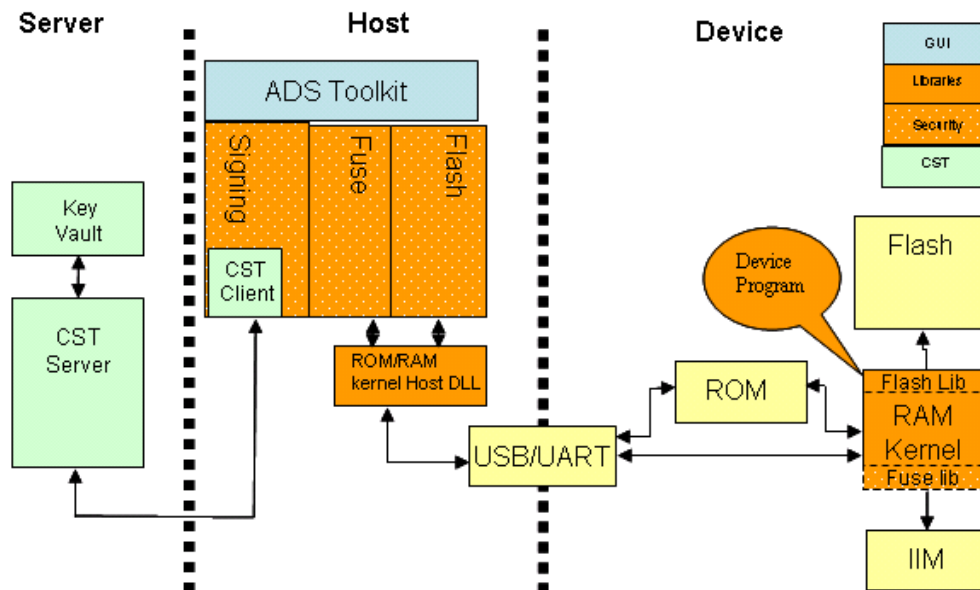 Server
Host
Device
GUI
Libraries
Security
CST
ADS Toolkit
Signing
Fuse
Flash
CST
Client
Key
Vault
CST
Server
ROM/RAM
kernel Host DLL
USB/UART
ROM
Device
Program
Flash
Flash Lib
RAM
Kernel
Fuse lib
IIM